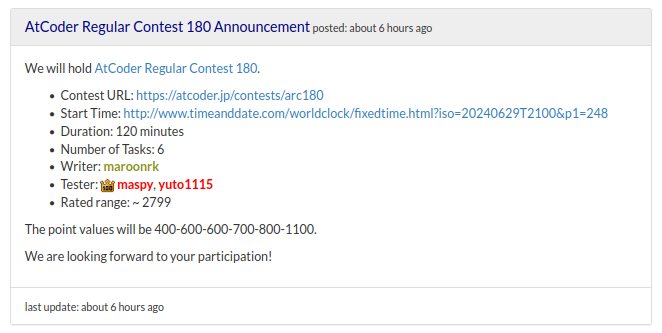 AtCoder Regular Contest 180 Announcement posted: about 6 hours ago
We will hold AtCoder Regular Contest 180.
• Contest URL: https://atcoder.jp/contests/arc180
• Start Time: http://www.timeanddate.com/worldclock/fixedtime.html?iso=20240629T2100&p1=248
• Duration: 120 minutes
• Number of Tasks: 6
• Writer: maroonrk
• Tester: 100 maspy, yuto1115
• Rated range: ~ 2799
The point values will be 400-600-600-700-800-1100.
We are looking forward to your participation!
last update: about 6 hours ago